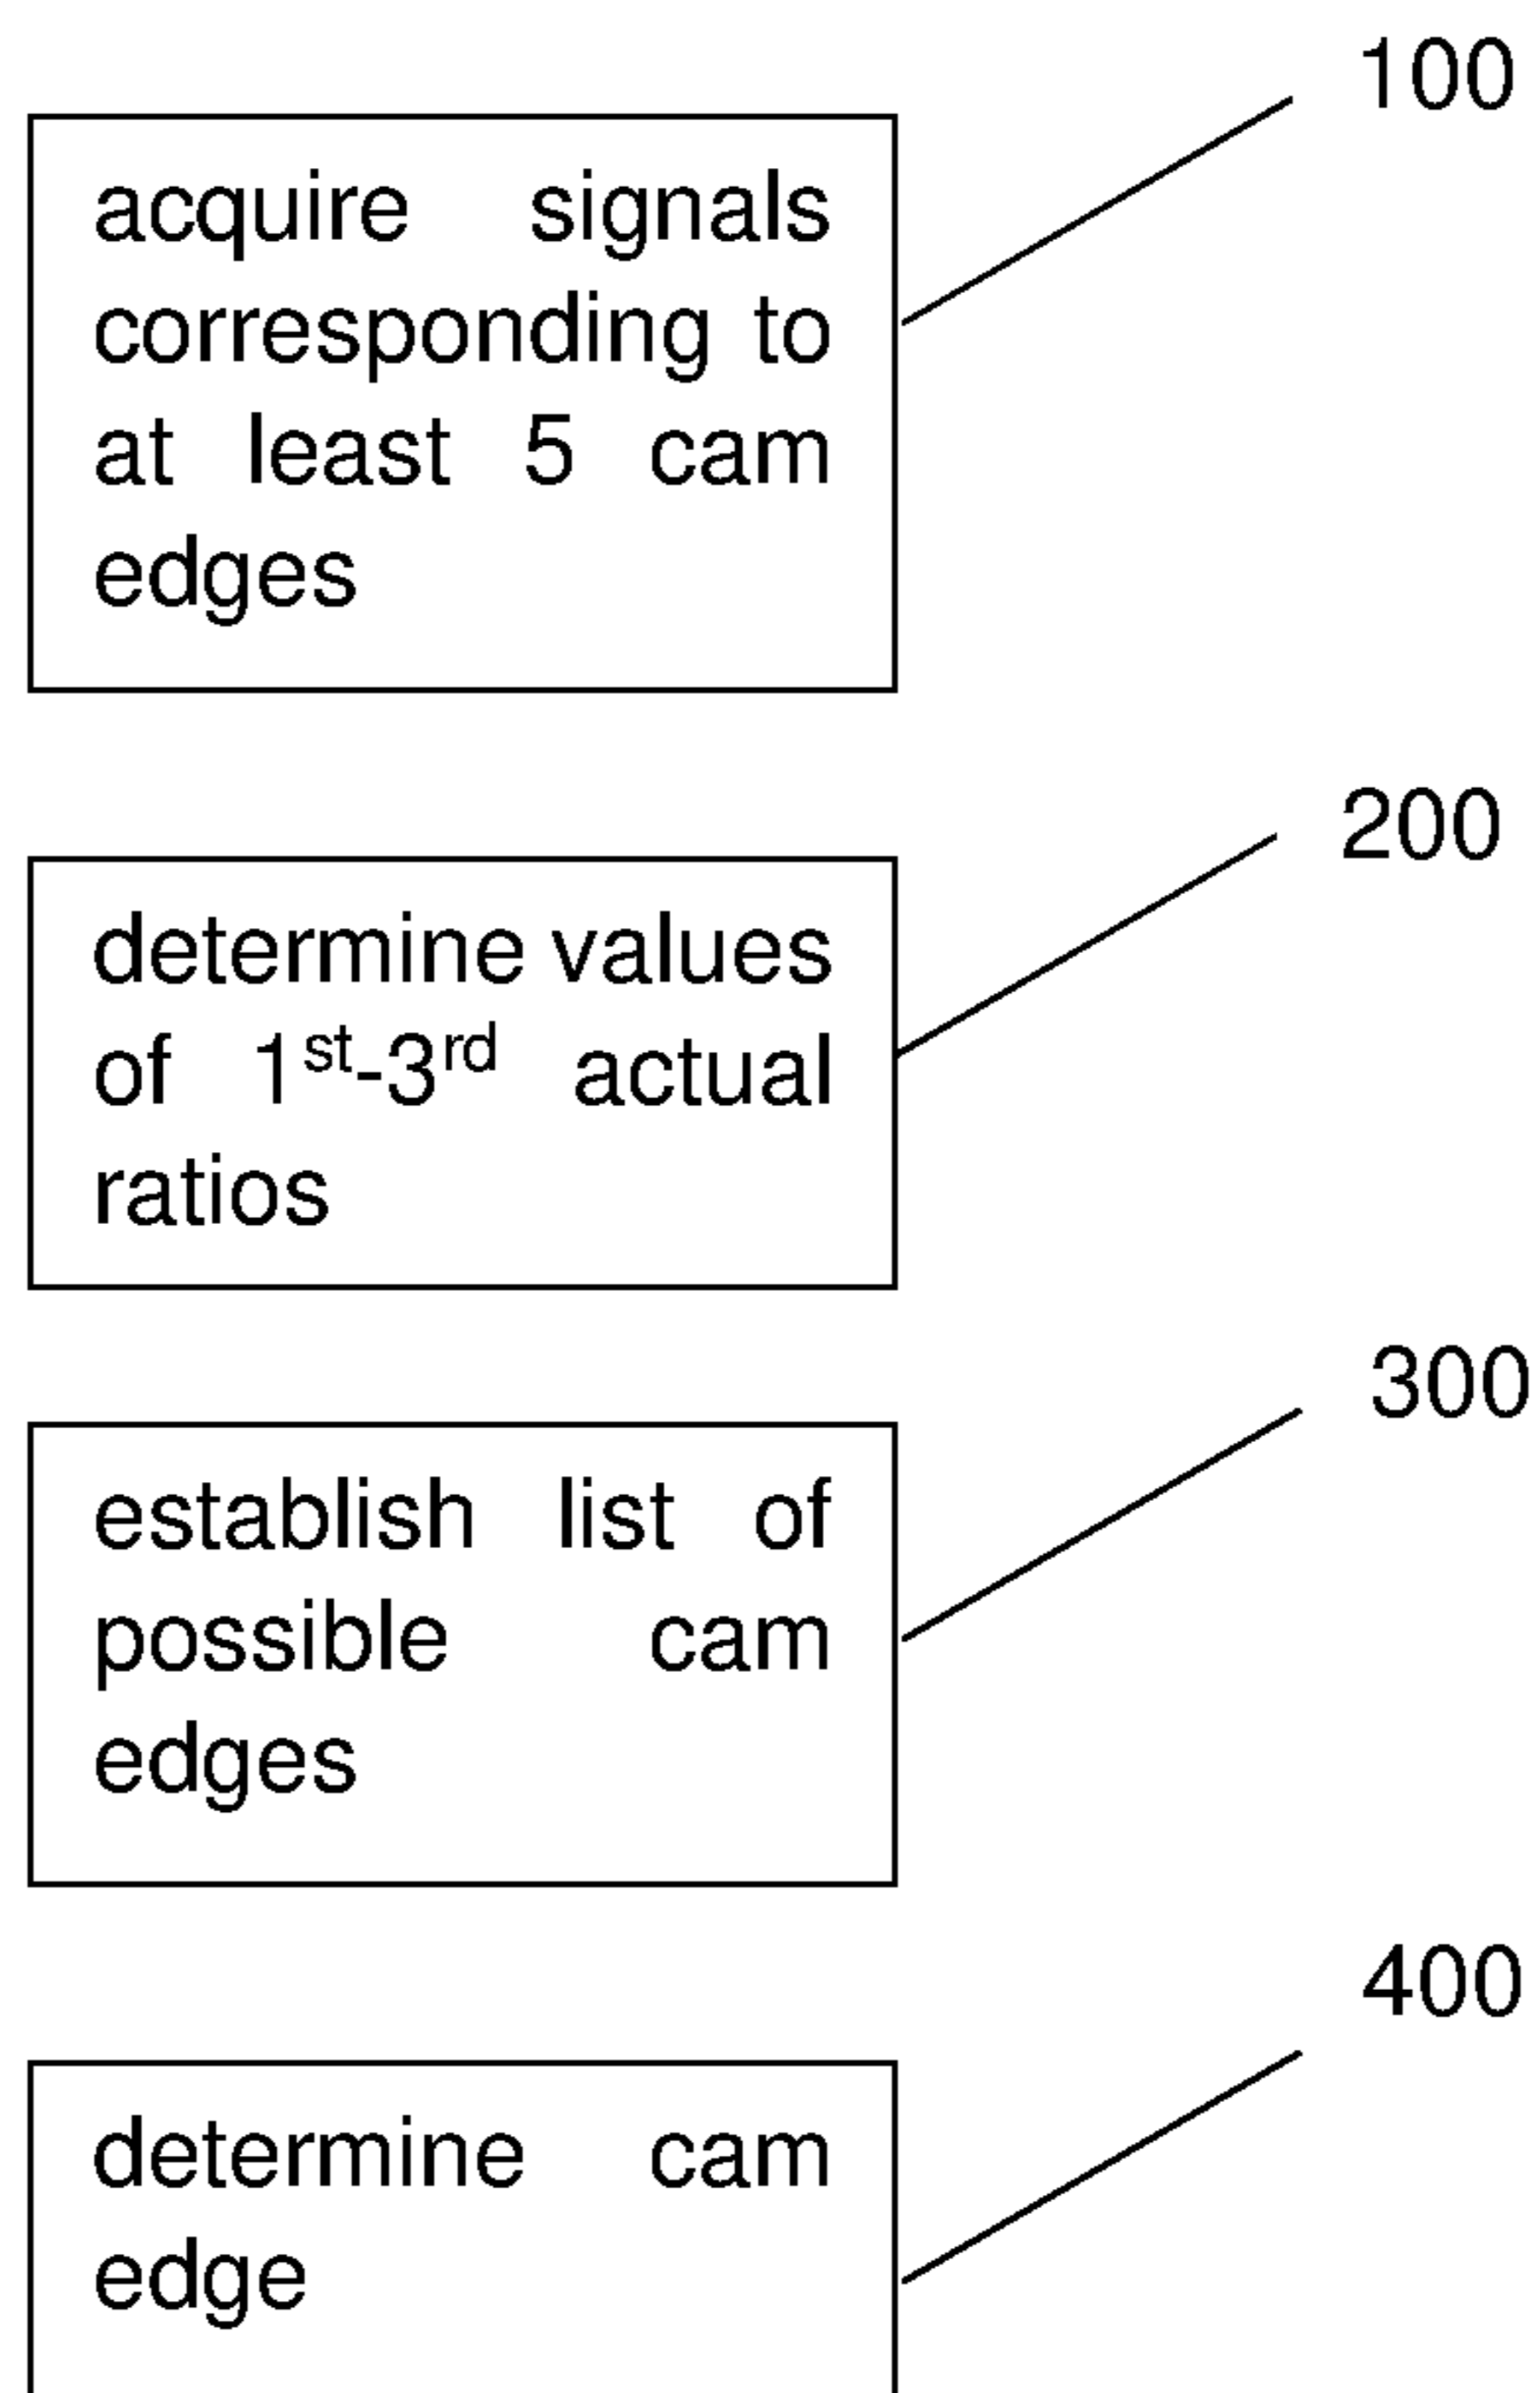 100
acquire signals
corresponding to
at least 5 cam
edges
200
determine values
of 1st-3rd actual
ratios
300
establish list of
possible cam
edges
400
determine cam
edge